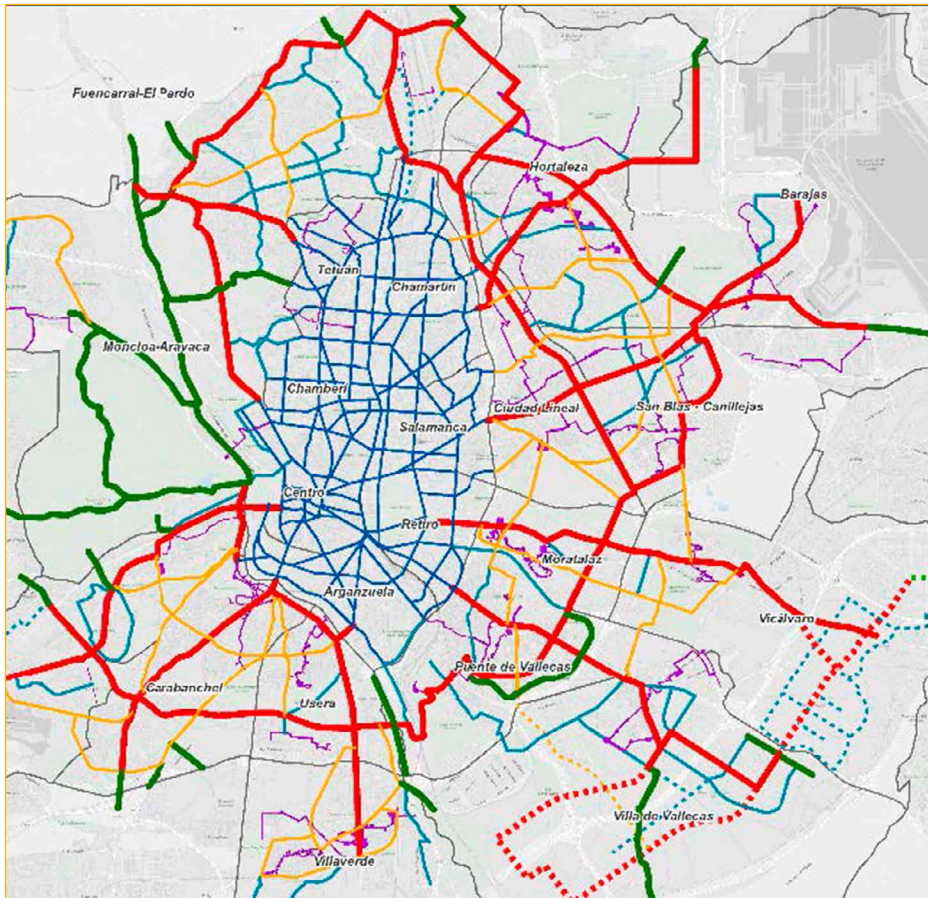 Fuencarral-El Pardo
Hortaleza
Barajas
Tetuán
Chamartín
Moncloa-Aravaca
Chamberí
Ciudad Lineal
San Blas - Canillejas
Salamanca
Centro
Retiro
Moratalaz
Arganzuela
Vicálvaro
Puente de Vallecas
Carabanchel
Usera
Villa de Vallecas
Villaverde